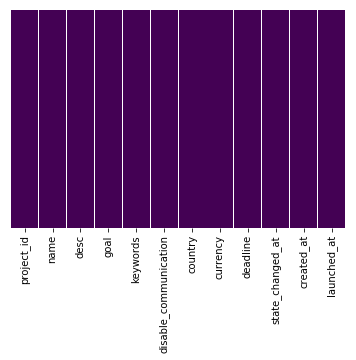 project_id
name
desc
goal
keywords
disable_communication
country
currency
deadline
state_changed_at
created_at
launched_at